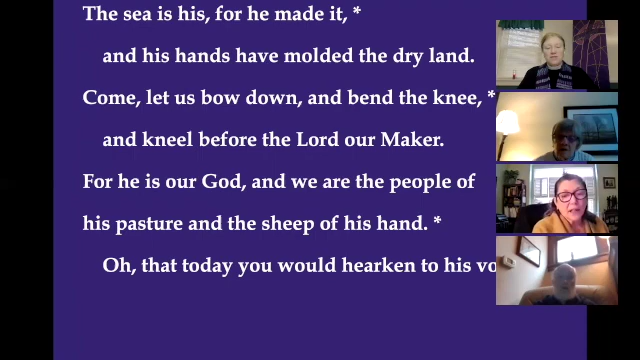 The sea is his, for he made it, *
and his hands have molded the dry land.
Come, let us bow down, and bend the knee, *
and kneel before the Lord our Maker.
For he is our God, and we are the people of
his pasture and the sheep of his hand. *
Oh, that today you would hearken to his vo